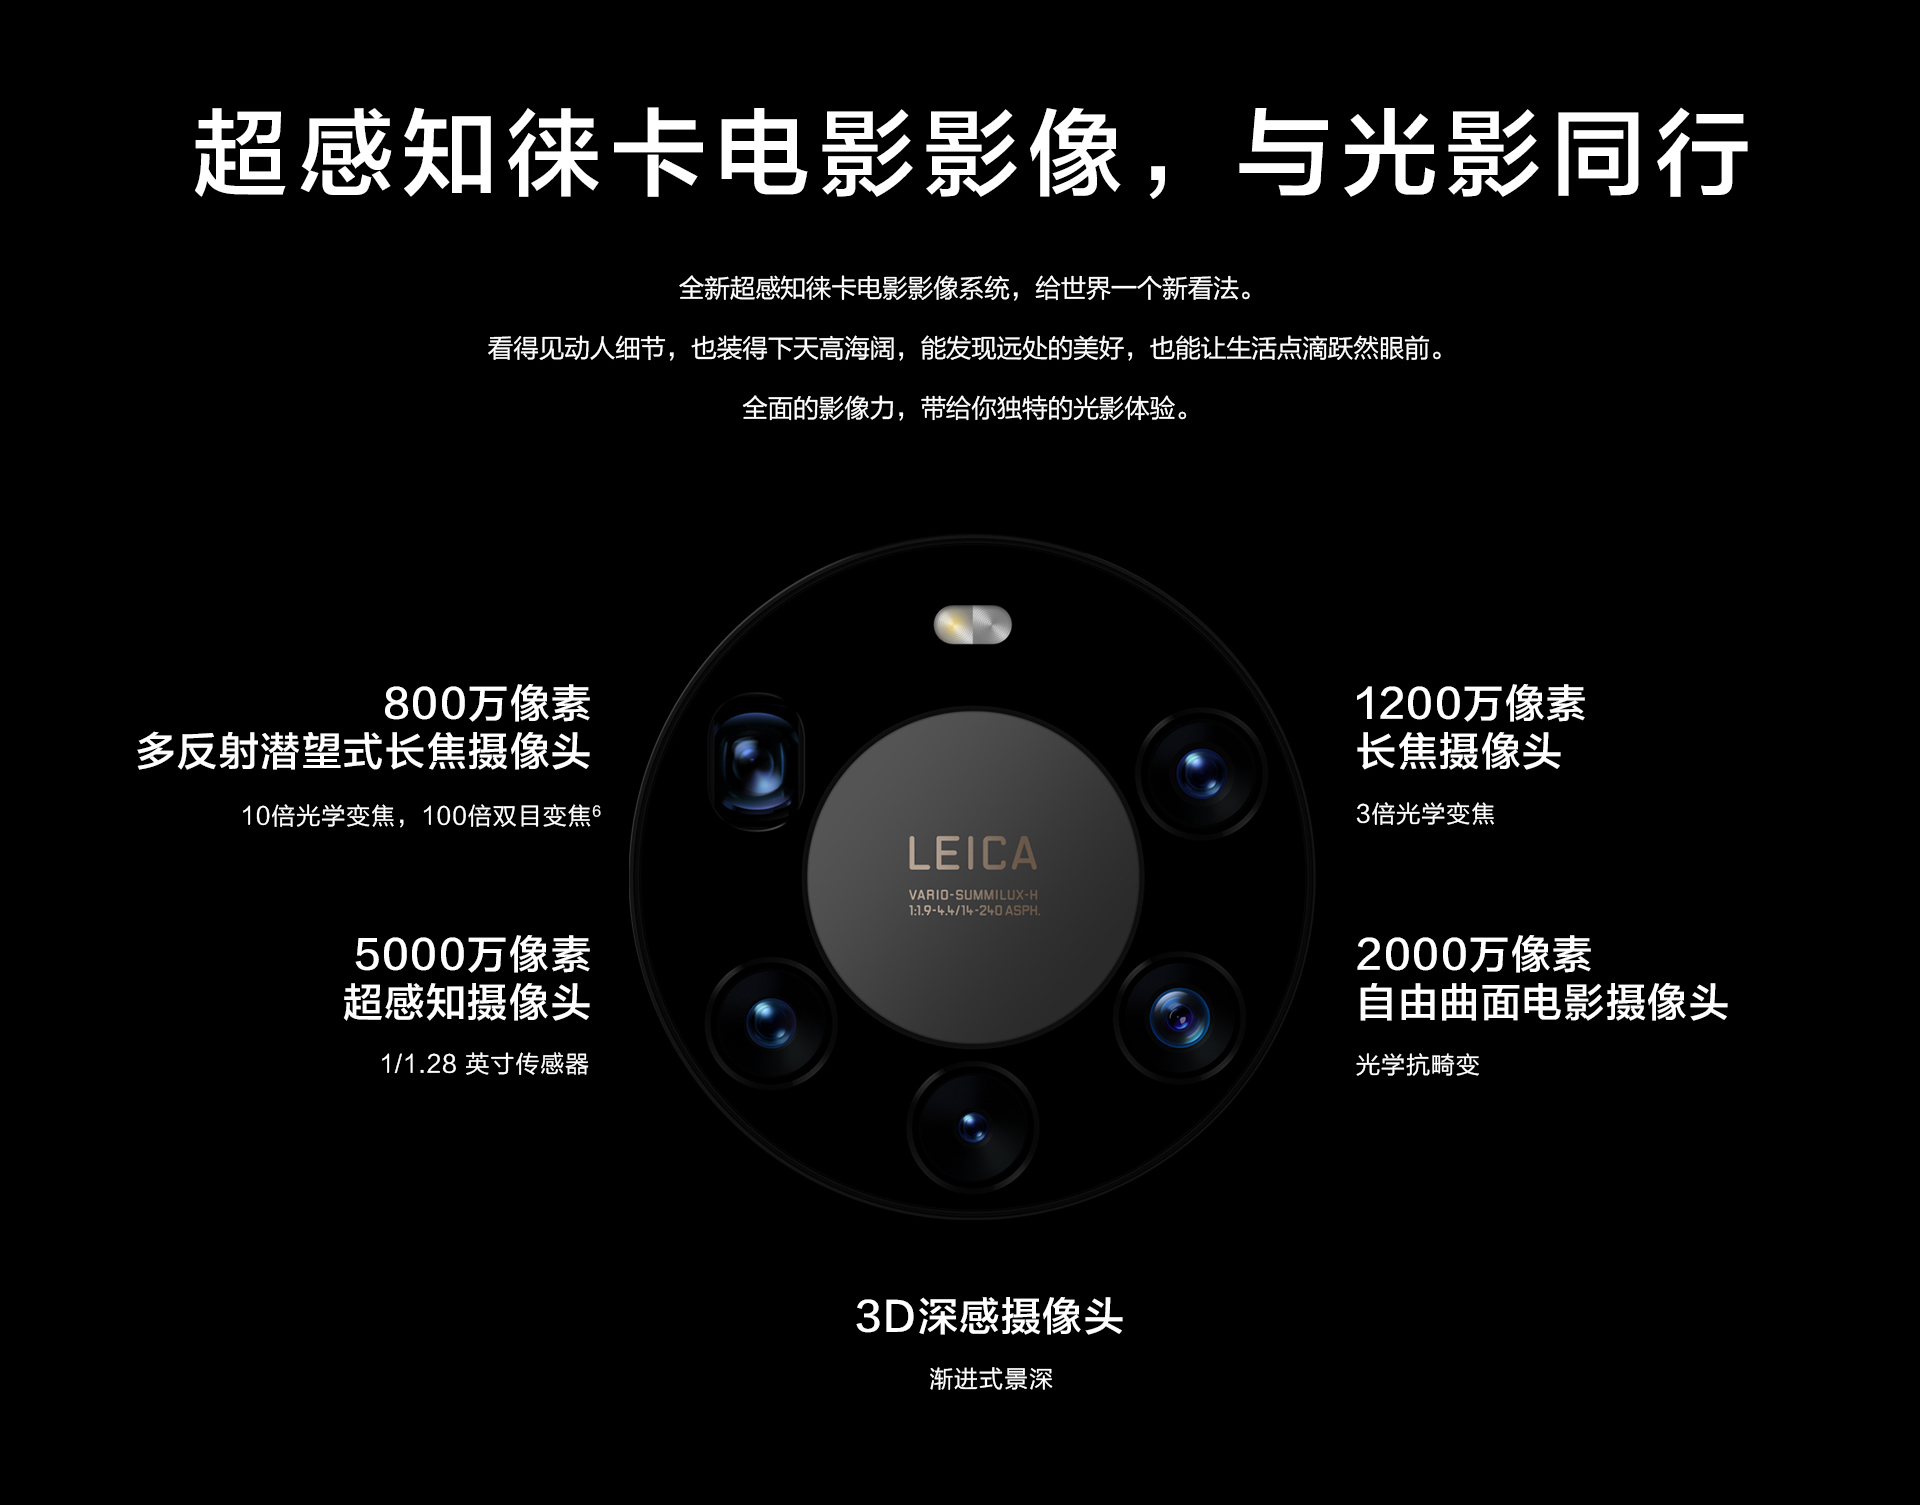 超感知徕卡电影影像，与光影同行
全新超感知徕卡电影影像系统，给世界一个新看法。
看得见动人细节，也装得下天高海阔，能发现远处的美好，也能让生活点滴跃然眼前。
全面的影像力，带给你独特的光影体验。
800万像素
多反射潜望式长焦摄像头
10倍光学变焦，100倍双目变焦⁶
1200万像素
长焦摄像头
3倍光学变焦
LEICA
VARIO-SUMMILUX-H
1:1.9-4.4/14-240 ASPH.
5000万像素
超感知摄像头
1/1.28 英寸传感器
2000万像素
自由曲面电影摄像头
光学抗畸变
3D深感摄像头
渐进式景深